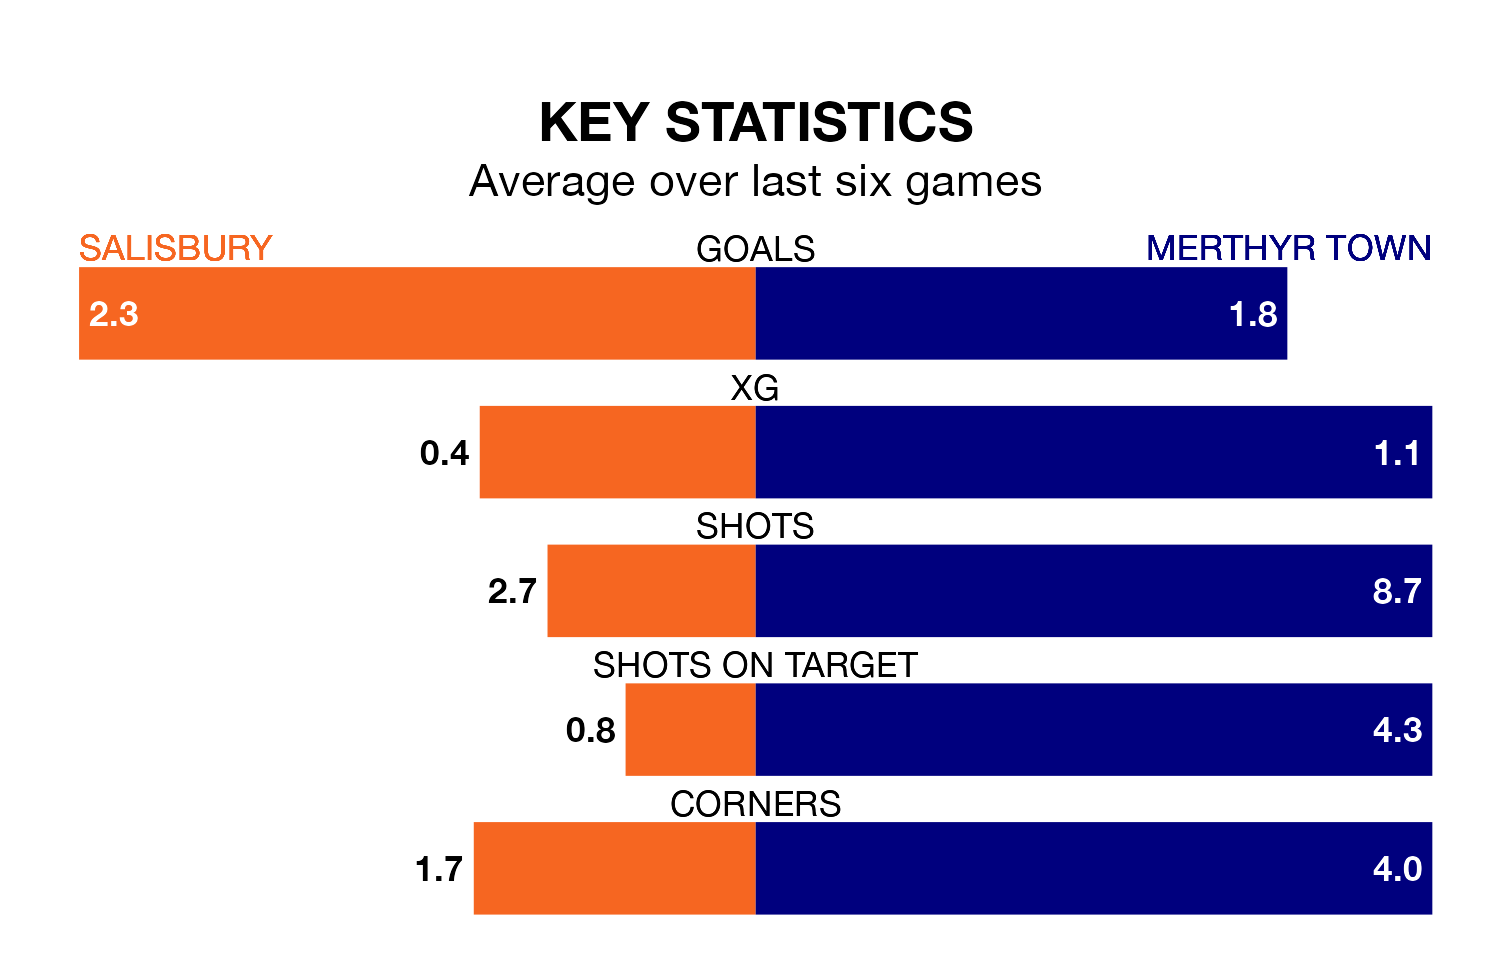 KEY STATISTICS
Average over last six games
SALISBURY GOALS MERTHYR TOWN
2.3 1.8
XG
0.4 1.1
SHOTS
2.7 8.7
SHOTS ON TARGET
0.8 4.3
CORNERS
1.7 4.0